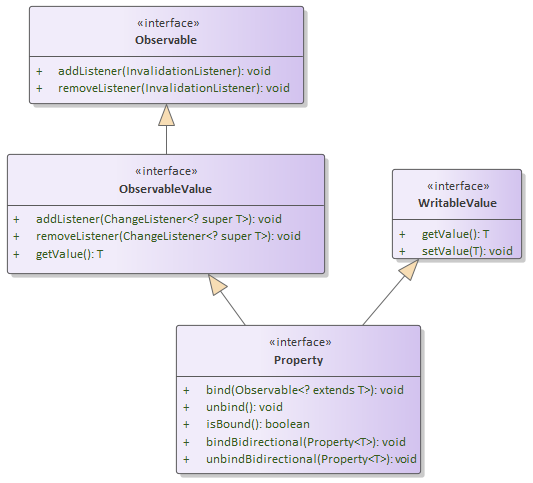 «interface»
Observable
+ addListener(InvalidationListener): void
+ removeListener(InvalidationListener): void
«interface»
ObservableValue
+ addListener(ChangeListener<? super T>): void
+ removeListener(ChangeListener<? super T>): void
+ getValue(): T
«interface»
WritableValue
+ getValue(): T
+ setValue(T): void
«interface»
Property
+ bind(Observable<? extends T>): void
+ unbind(): void
+ isBound(): boolean
+ bindBidirectional(Property<T>): void
+ unbindBidirectional(Property<T>): void